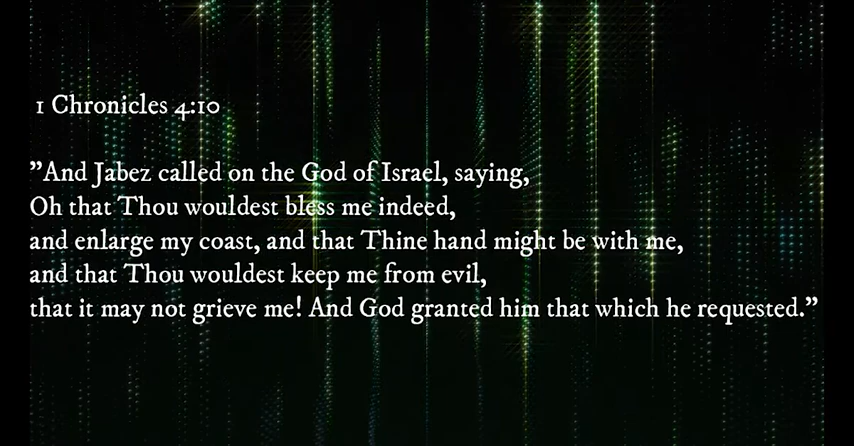 1 Chronicles 4:10
”And Jabez called on the God of Israel, saying,
Oh that Thou wouldest bless me indeed,
and enlarge my coast, and that Thine hand might be with me,
and that Thou wouldest keep me from evil,
that it may not grieve me! And God granted him that which he requested.”